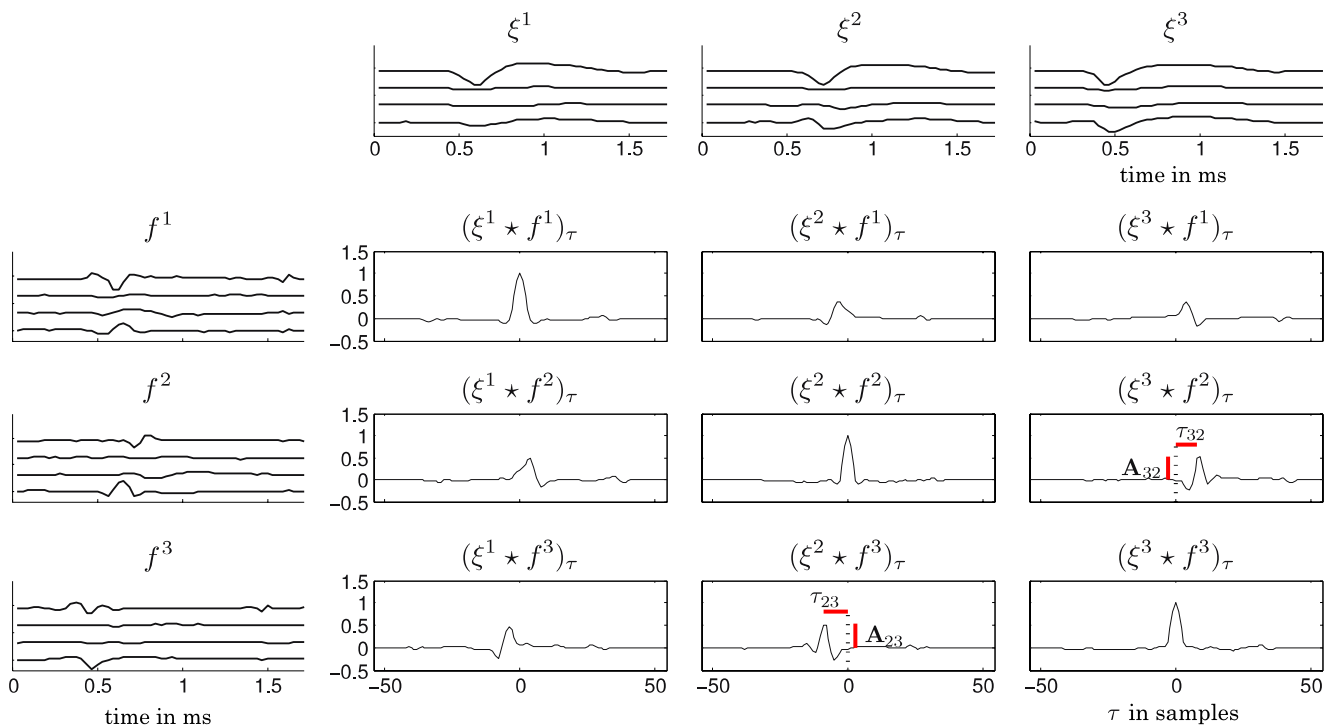 ξ¹ ξ² ξ³
0 0.5 1 1.5 0 0.5 1 1.5 0 0.5 1 1.5
time in ms
f¹ (ξ¹ ⋆ f¹)τ (ξ² ⋆ f¹)τ (ξ³ ⋆ f¹)τ
1.5
1
0.5
0
−0.5
f² (ξ¹ ⋆ f²)τ (ξ² ⋆ f²)τ (ξ³ ⋆ f²)τ
1.5
1
0.5
0
−0.5
τ₃₂
A₃₂
f³ (ξ¹ ⋆ f³)τ (ξ² ⋆ f³)τ (ξ³ ⋆ f³)τ
1.5
1
0.5
0
−0.5
τ₂₃
A₂₃
0 0.5 1 1.5 −50 0 50 −50 0 50 −50 0 50
time in ms τ in samples